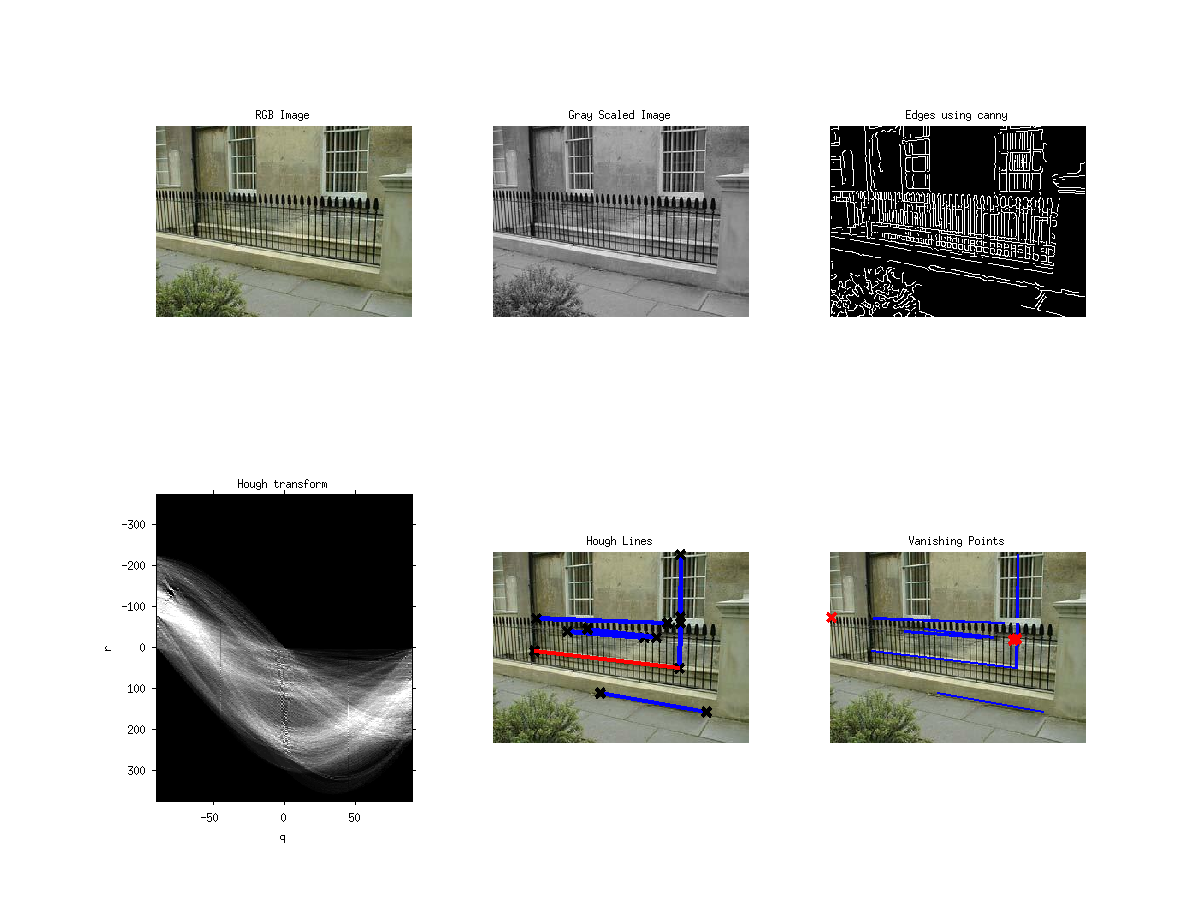 RGB Image
Gray Scaled Image
Edges using canny
Hough transform
-300
-200
-100
0
100
200
300
r
-50
0
50
q
Hough Lines
Vanishing Points